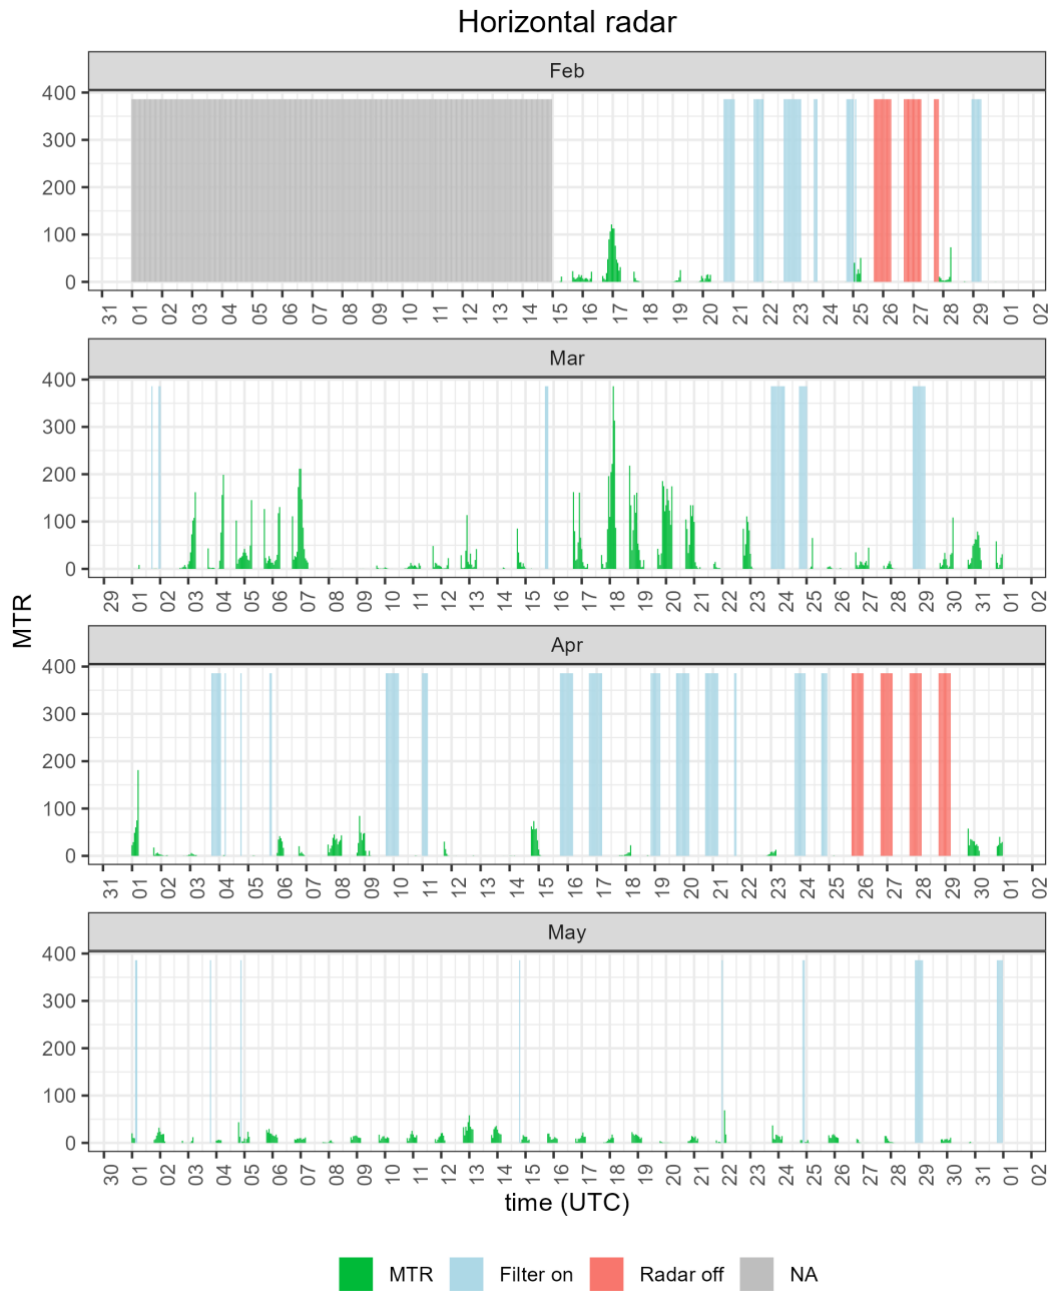 Horizontal radar
Feb
400
300
200
100
0
31 01 02 03 04 05 06 07 08 09 10 11 12 13 14 15 16 17 18 19 20 21 22 23 24 25 26 27 28 29 01 02
Mar
400
300
200
100
0
29 01 02 03 04 05 06 07 08 09 10 11 12 13 14 15 16 17 18 19 20 21 22 23 24 25 26 27 28 29 30 31 01 02
MTR
Apr
400
300
200
100
0
31 01 02 03 04 05 06 07 08 09 10 11 12 13 14 15 16 17 18 19 20 21 22 23 24 25 26 27 28 29 30 01 02
May
400
300
200
100
0
30 01 02 03 04 05 06 07 08 09 10 11 12 13 14 15 16 17 18 19 20 21 22 23 24 25 26 27 28 29 30 31 01 02
time (UTC)
MTR Filter on Radar off NA